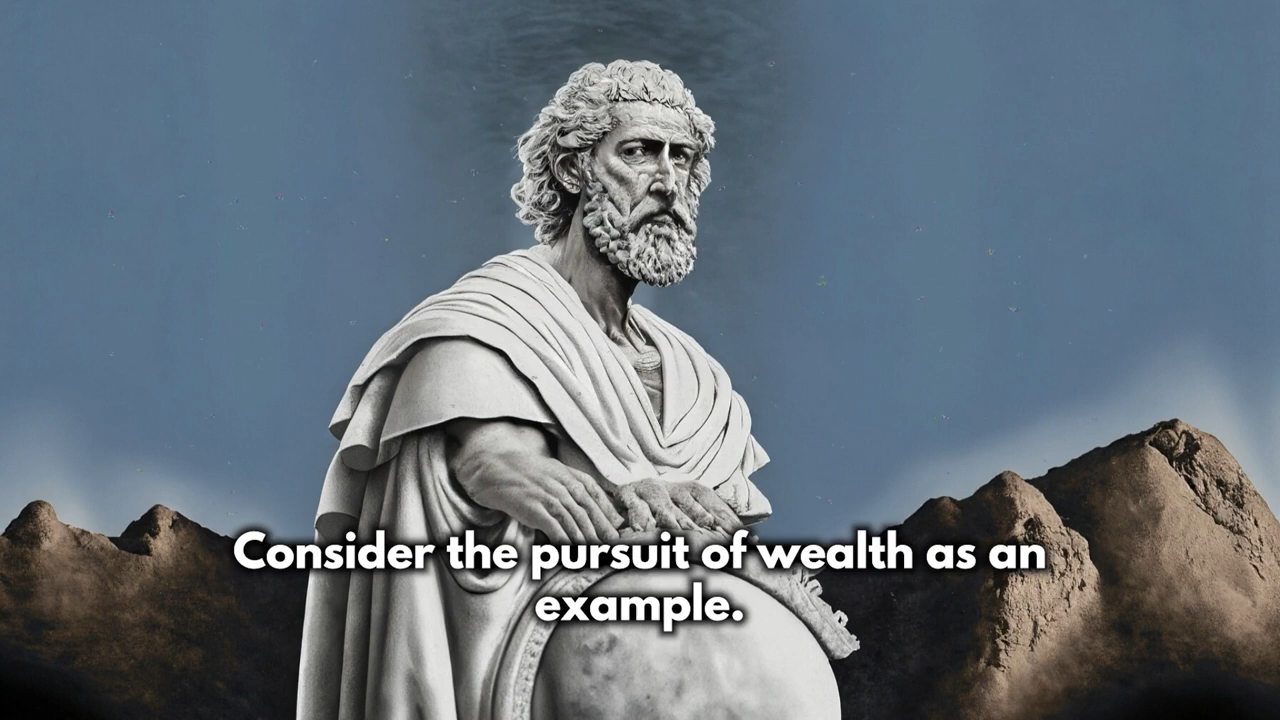 Consider the pursuit of wealth as an
example.